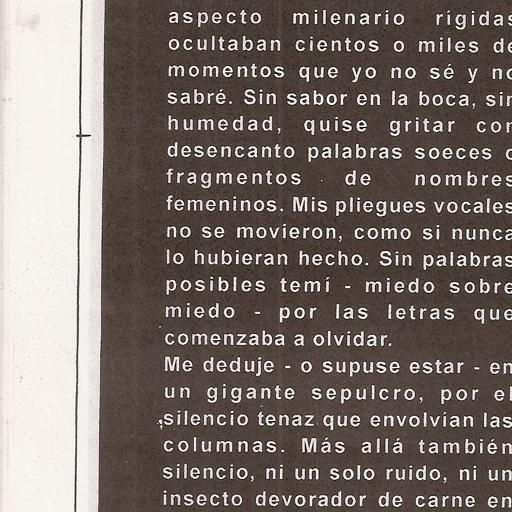 aspecto milenario rígidas
ocultaban cientos o miles de
momentos que yo no sé y no
sabré. Sin sabor en la boca, sin
humedad, quise gritar con
desencanto palabras soeces o
fragmentos de nombres
femeninos. Mis pliegues vocales
no se movieron, como si nunca
lo hubieran hecho. Sin palabras
posibles temí - miedo sobre
miedo - por las letras que
comenzaba a olvidar.
Me deduje - o supuse estar - en
un gigante sepulcro, por el
silencio tenaz que envolvían las
columnas. Más allá también
silencio, ni un solo ruido, ni un
insecto devorador de carne en